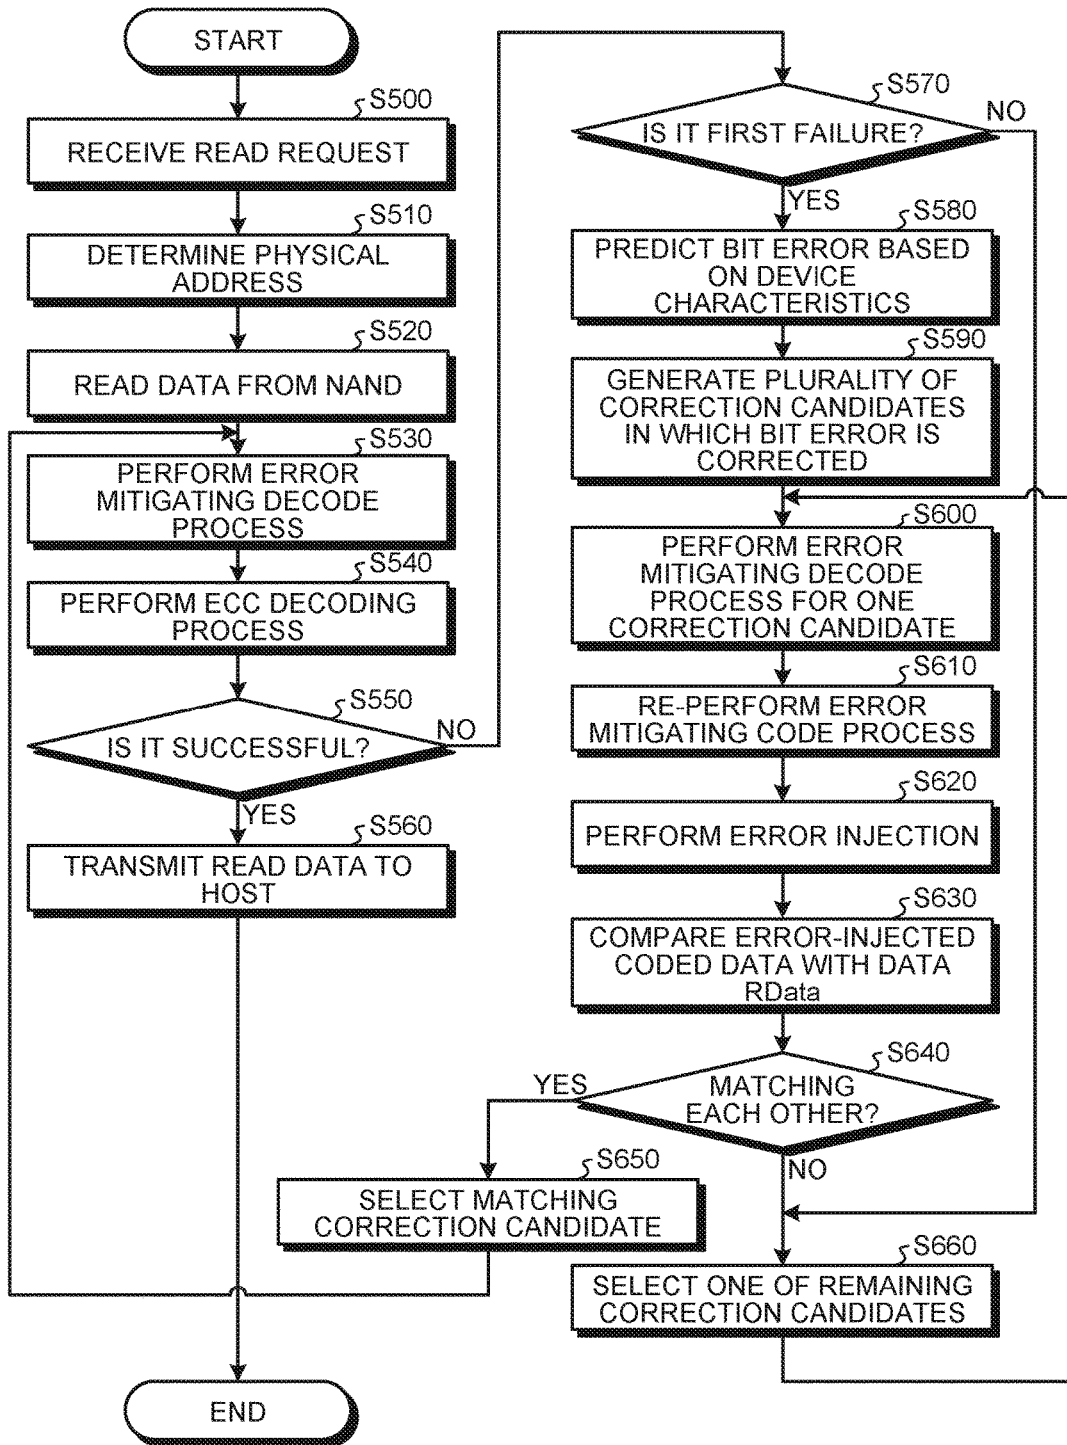 START
S500
RECEIVE READ REQUEST
S510
DETERMINE PHYSICAL
ADDRESS
S520
READ DATA FROM NAND
S530
PERFORM ERROR
MITIGATING DECODE
PROCESS
S540
PERFORM ECC DECODING
PROCESS
S550
IS IT SUCCESSFUL?
NO
YES
S560
TRANSMIT READ DATA TO
HOST
END
S570
IS IT FIRST FAILURE?
NO
YES
S580
PREDICT BIT ERROR BASED
ON DEVICE
CHARACTERISTICS
S590
GENERATE PLURALITY OF
CORRECTION CANDIDATES
IN WHICH BIT ERROR IS
CORRECTED
S600
PERFORM ERROR
MITIGATING DECODE
PROCESS FOR ONE
CORRECTION CANDIDATE
S610
RE-PERFORM ERROR
MITIGATING CODE PROCESS
S620
PERFORM ERROR INJECTION
S630
COMPARE ERROR-INJECTED
CODED DATA WITH DATA
RData
S640
MATCHING
EACH OTHER?
YES
NO
S650
SELECT MATCHING
CORRECTION CANDIDATE
S660
SELECT ONE OF REMAINING
CORRECTION CANDIDATES